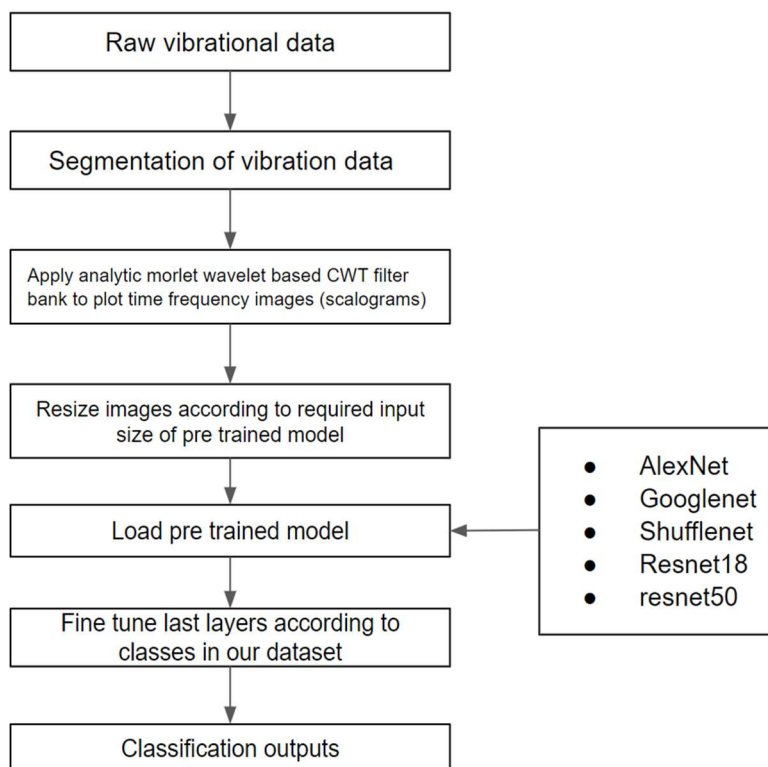 Raw vibrational data
Segmentation of vibration data
Apply analytic morlet wavelet based CWT filter
bank to plot time frequency images (scalograms)
Resize images according to required input
size of pre trained model
Load pre trained model
● AlexNet
● Googlenet
● Shufflenet
● Resnet18
● resnet50
Fine tune last layers according to
classes in our dataset
Classification outputs